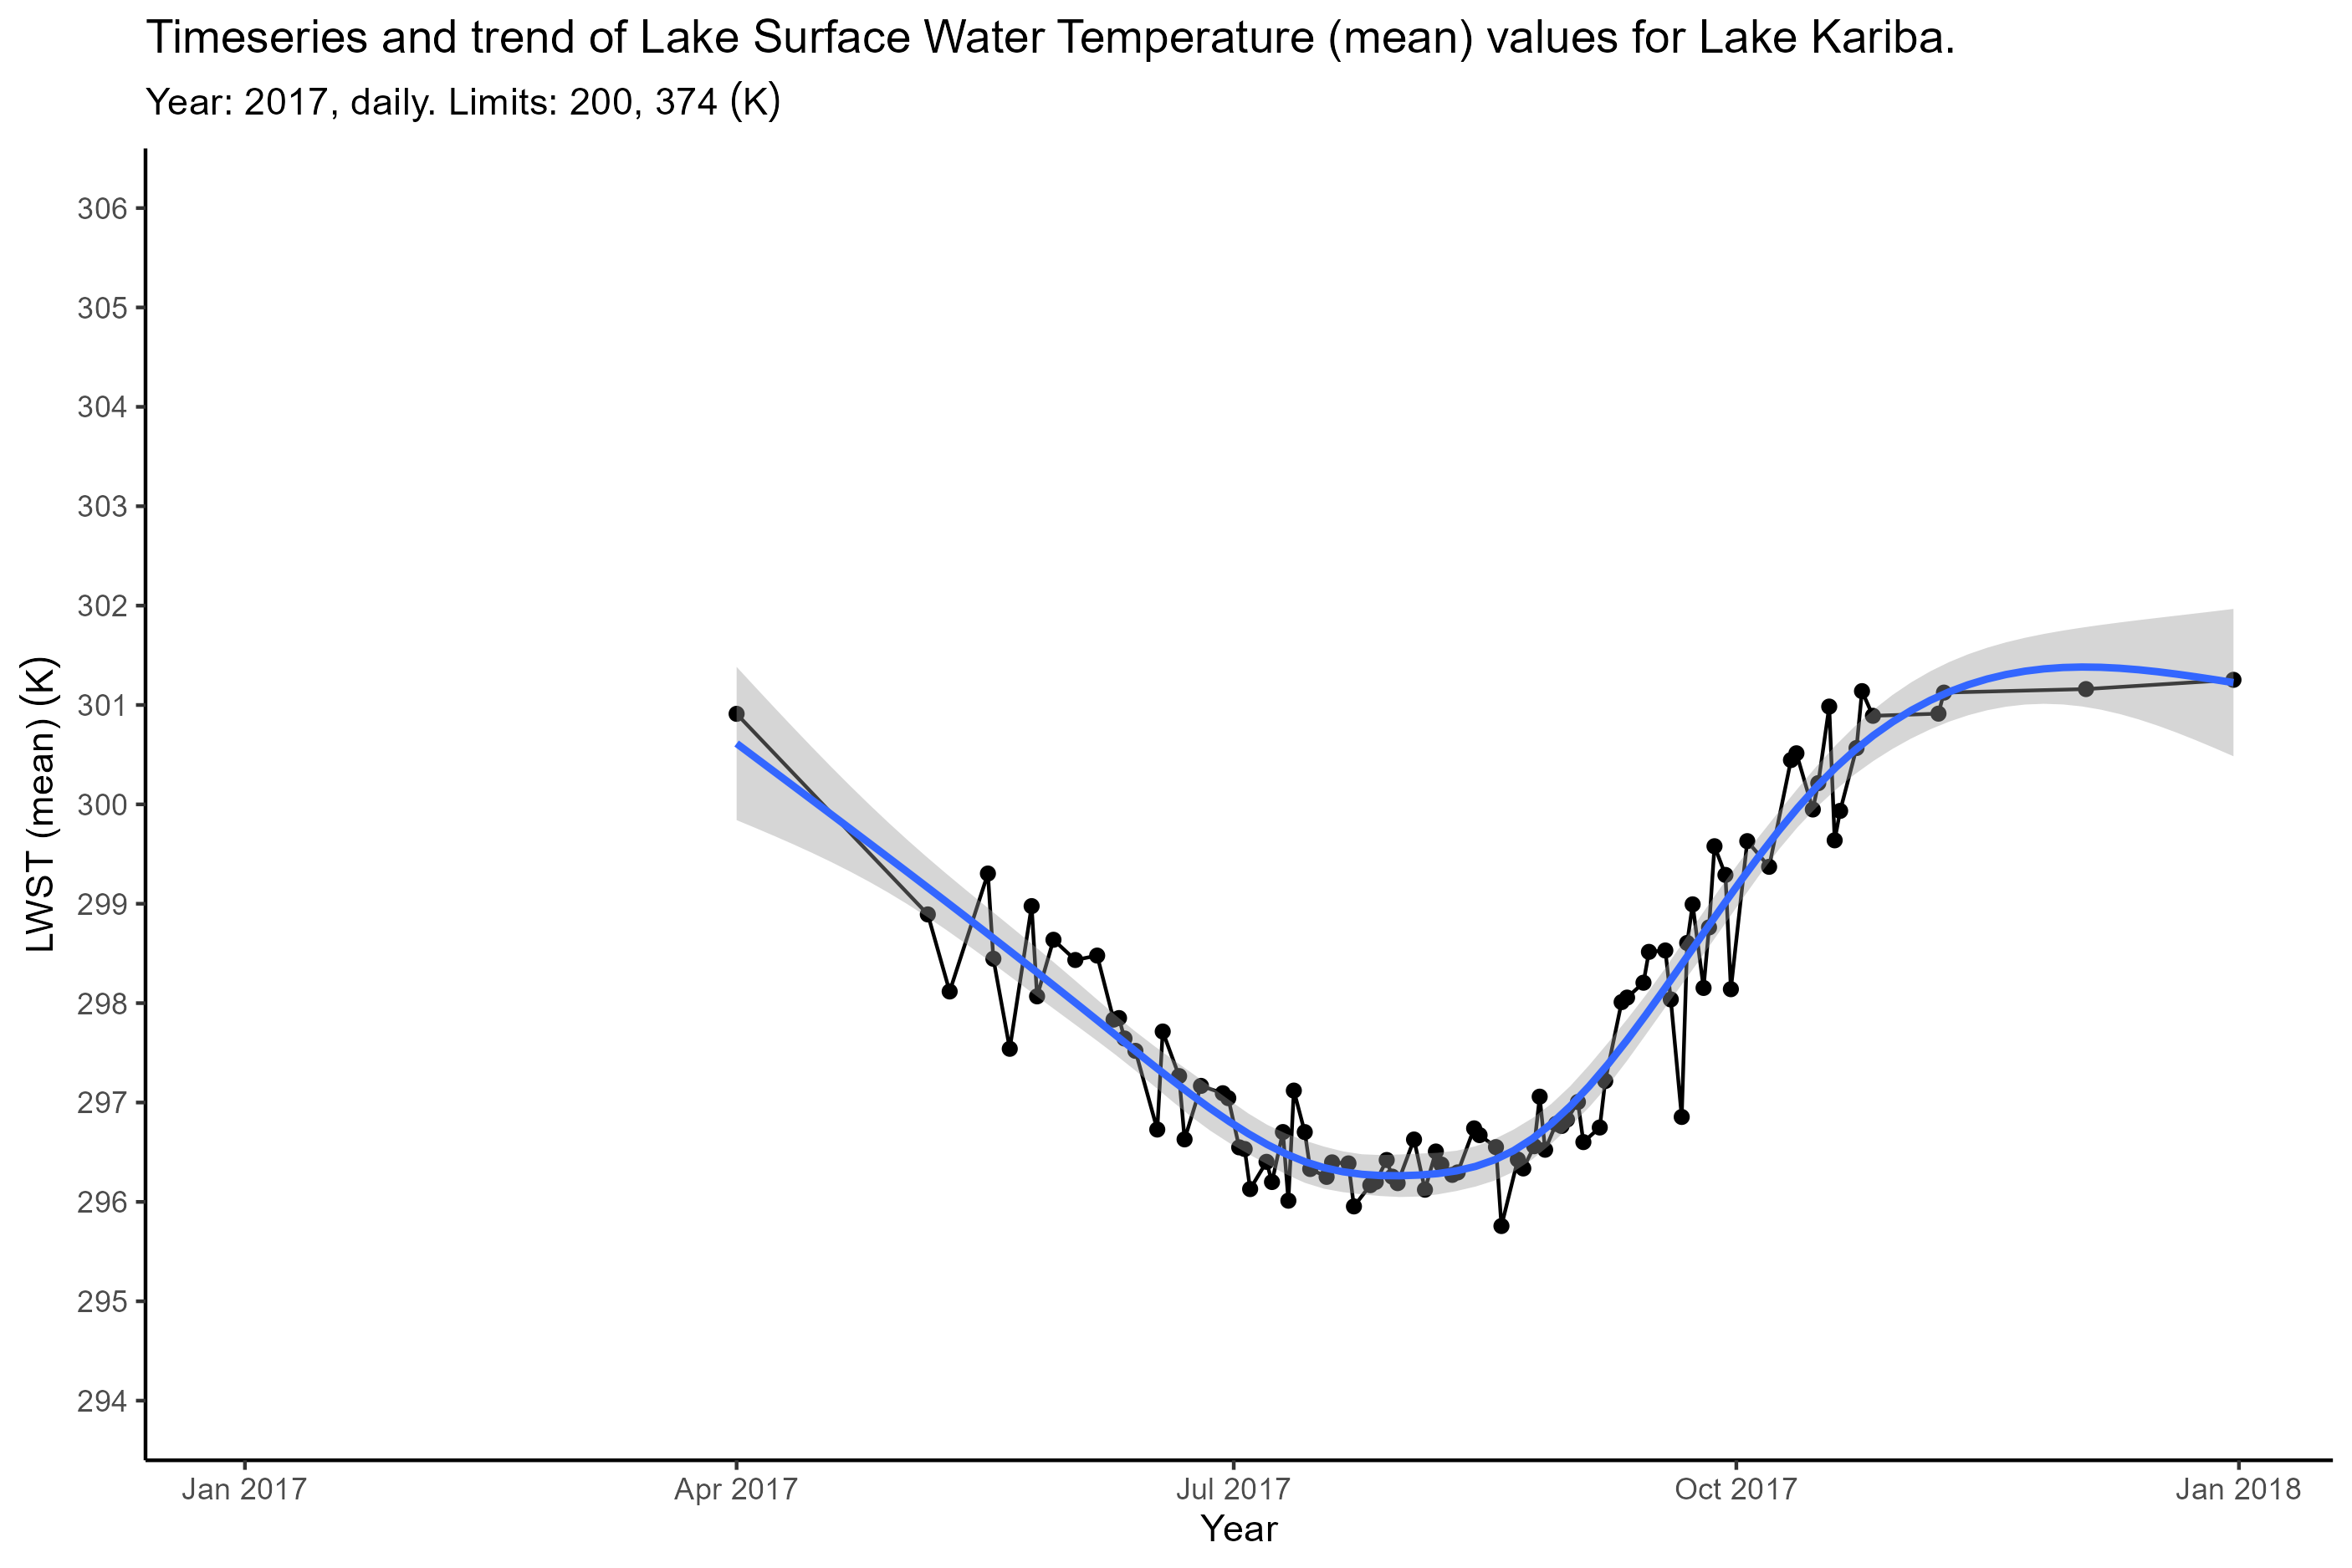 Timeseries and trend of Lake Surface Water Temperature (mean) values for Lake Kariba.
Year: 2017, daily. Limits: 200, 374 (K)
LWST (mean) (K)
306
305
304
303
302
301
300
299
298
297
296
295
294
Jan 2017 Apr 2017 Jul 2017 Oct 2017 Jan 2018
Year